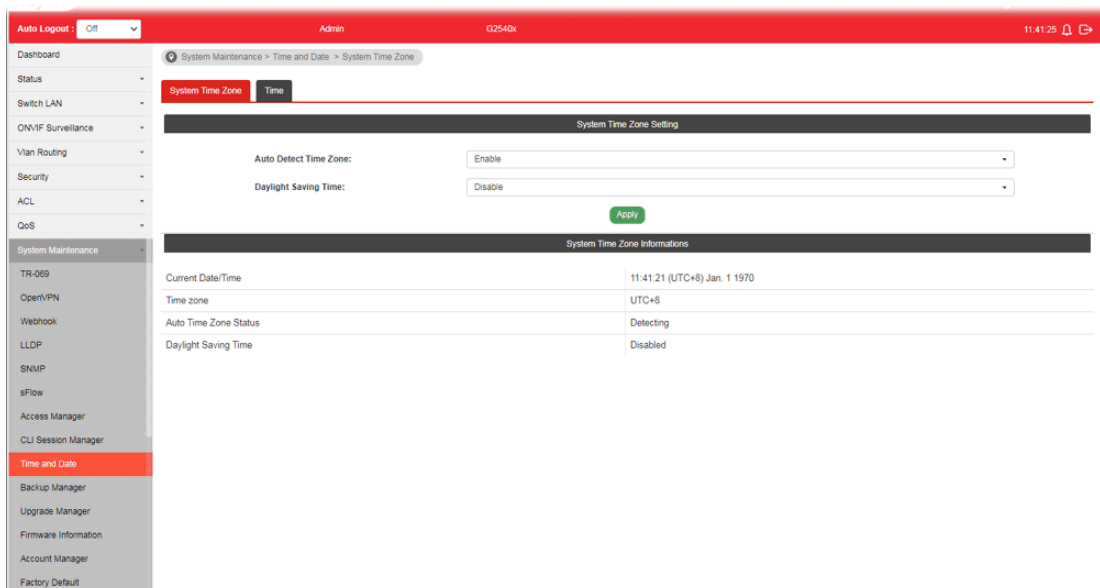 Auto Logout : Off Admin G2540x 11:41:25
Dashboard
Status
Switch LAN
ONVIF Surveillance
Vlan Routing
Security
ACL
QoS
System Maintenance
TR-069
OpenVPN
Webhook
LLDP
SNMP
sFlow
Access Manager
CLI Session Manager
Time and Date
Backup Manager
Upgrade Manager
Firmware Information
Account Manager
Factory Default
System Maintenance > Time and Date > System Time Zone
System Time Zone Time
System Time Zone Setting
Auto Detect Time Zone: Enable
Daylight Saving Time: Disable
Apply
System Time Zone Informations
Current Date/Time 11:41:21 (UTC+8) Jan. 1 1970
Time zone UTC+8
Auto Time Zone Status Detecting
Daylight Saving Time Disabled